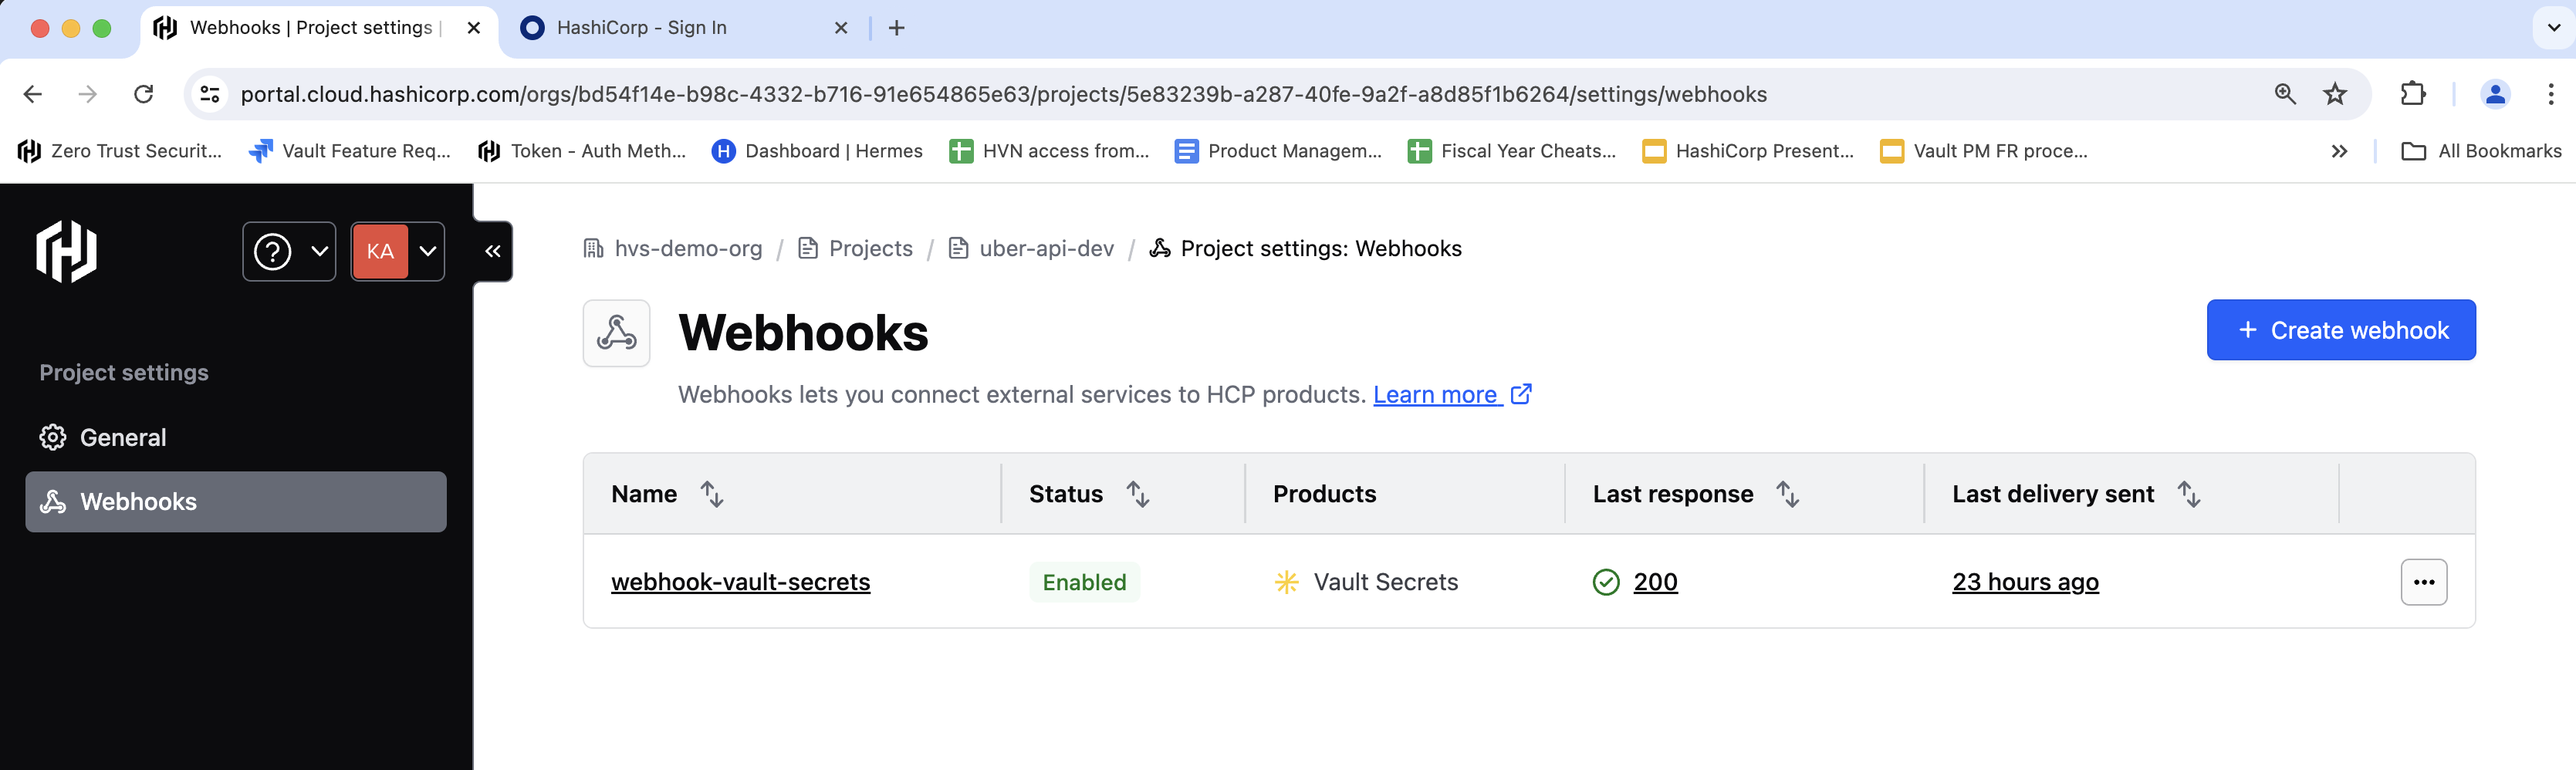 Webhooks | Project settings |
HashiCorp - Sign In
portal.cloud.hashicorp.com/orgs/bd54f14e-b98c-4332-b716-91e654865e63/projects/5e83239b-a287-40fe-9a2f-a8d85f1b6264/settings/webhooks
Zero Trust Securit... Vault Feature Req... Token - Auth Meth... H Dashboard | Hermes HVN access from... Product Managem... Fiscal Year Cheats... HashiCorp Present... Vault PM FR proce... » All Bookmarks
? KA «
hvs-demo-org / Projects / uber-api-dev / Project settings: Webhooks
Project settings
General
Webhooks
Webhooks
+ Create webhook
Webhooks lets you connect external services to HCP products. Learn more
Name Status Products Last response Last delivery sent
webhook-vault-secrets Enabled Vault Secrets 200 23 hours ago